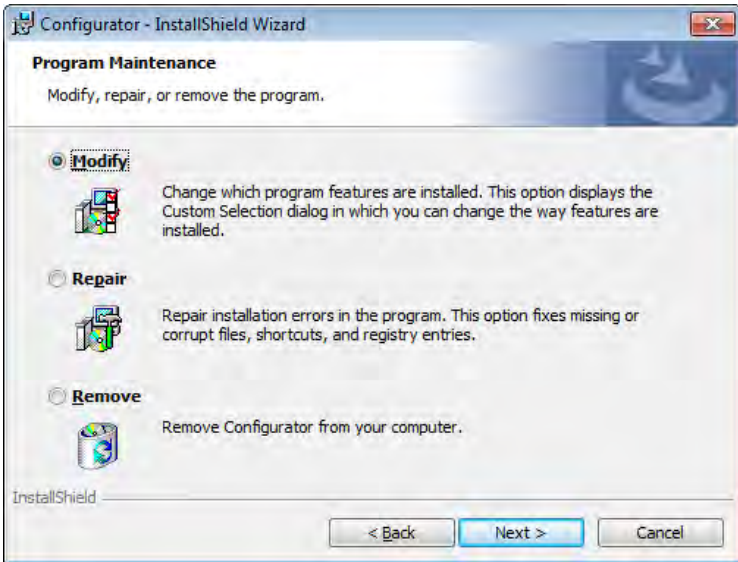 Configurator - InstallShield Wizard
Program Maintenance
Modify, repair, or remove the program.
Modify
Change which program features are installed. This option displays the
Custom Selection dialog in which you can change the way features are
installed.
Repair
Repair installation errors in the program. This option fixes missing or
corrupt files, shortcuts, and registry entries.
Remove
Remove Configurator from your computer.
InstallShield
< Back Next > Cancel